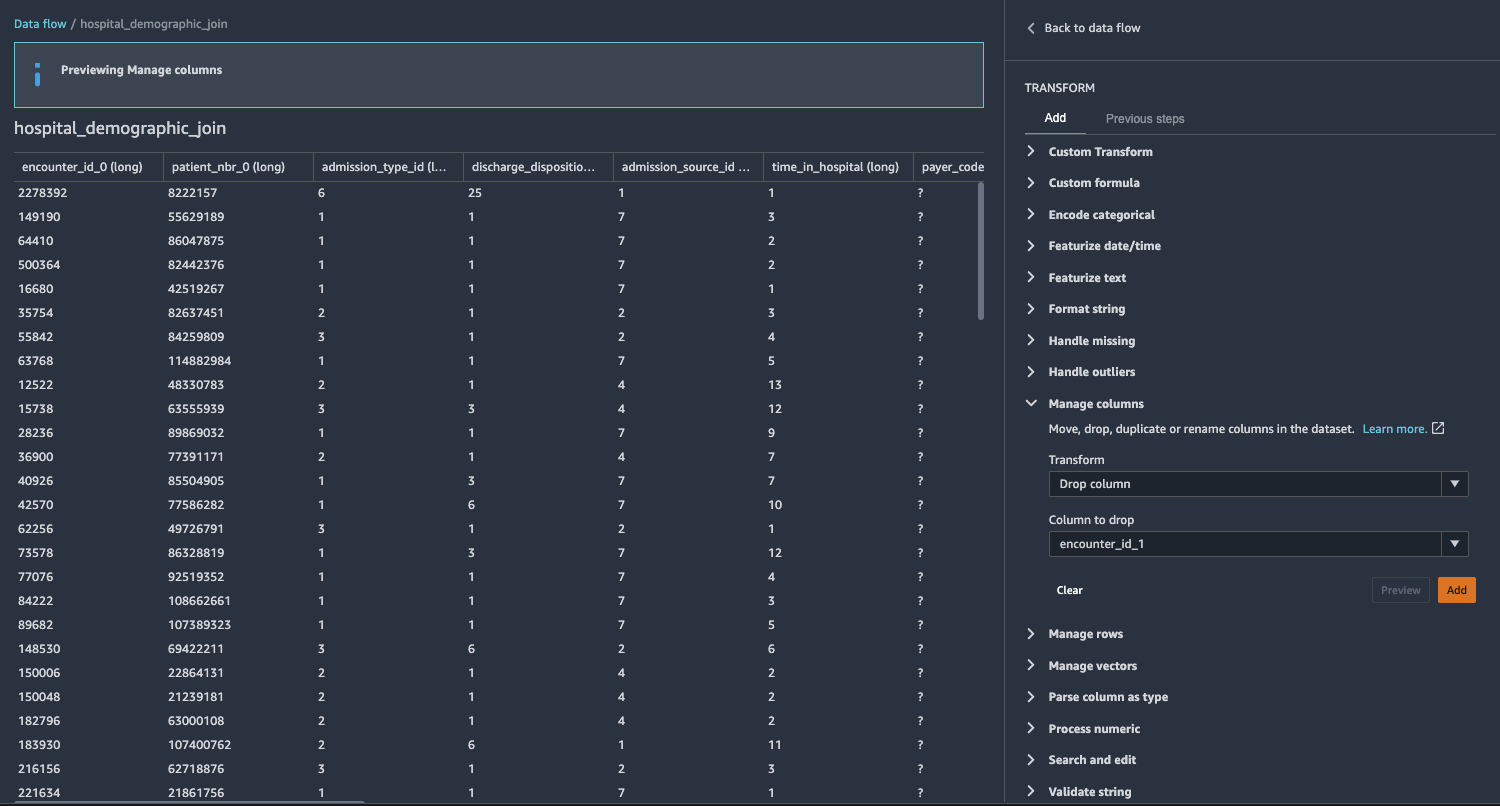 Data flow / hospital_demographic_join
Previewing Manage columns
hospital_demographic_join
encounter_id_0 (long) patient_nbr_0 (long) admission_type_id (l... discharge_dispositio... admission_source_id ... time_in_hospital (long) payer_code
2278392 8222157 6 25 1 1 ?
149190 55629189 1 1 7 3 ?
64410 86047875 1 1 7 2 ?
500364 82442376 1 1 7 2 ?
16680 42519267 1 1 7 1 ?
35754 82637451 2 1 2 3 ?
55842 84259809 3 1 2 4 ?
63768 114882984 1 1 7 5 ?
12522 48330783 2 1 4 13 ?
15738 63555939 3 3 4 12 ?
28236 89869032 1 1 7 9 ?
36900 77391171 2 1 4 7 ?
40926 85504905 1 3 7 7 ?
42570 77586282 1 6 7 10 ?
62256 49726791 3 1 2 1 ?
73578 86328819 1 3 7 12 ?
77076 92519352 1 1 7 4 ?
84222 108662661 1 1 7 3 ?
89682 107389323 1 1 7 5 ?
148530 69422211 3 6 2 6 ?
150006 22864131 2 1 4 2 ?
150048 21239181 2 1 4 2 ?
182796 63000108 2 1 4 2 ?
183930 107400762 2 6 1 11 ?
216156 62718876 3 1 2 3 ?
221634 21861756 1 1 7 1 ?
Back to data flow
TRANSFORM
Add Previous steps
Custom Transform
Custom formula
Encode categorical
Featurize date/time
Featurize text
Format string
Handle missing
Handle outliers
Manage columns
Move, drop, duplicate or rename columns in the dataset. Learn more.
Transform
Drop column
Column to drop
encounter_id_1
Clear Preview Add
Manage rows
Manage vectors
Parse column as type
Process numeric
Search and edit
Validate string